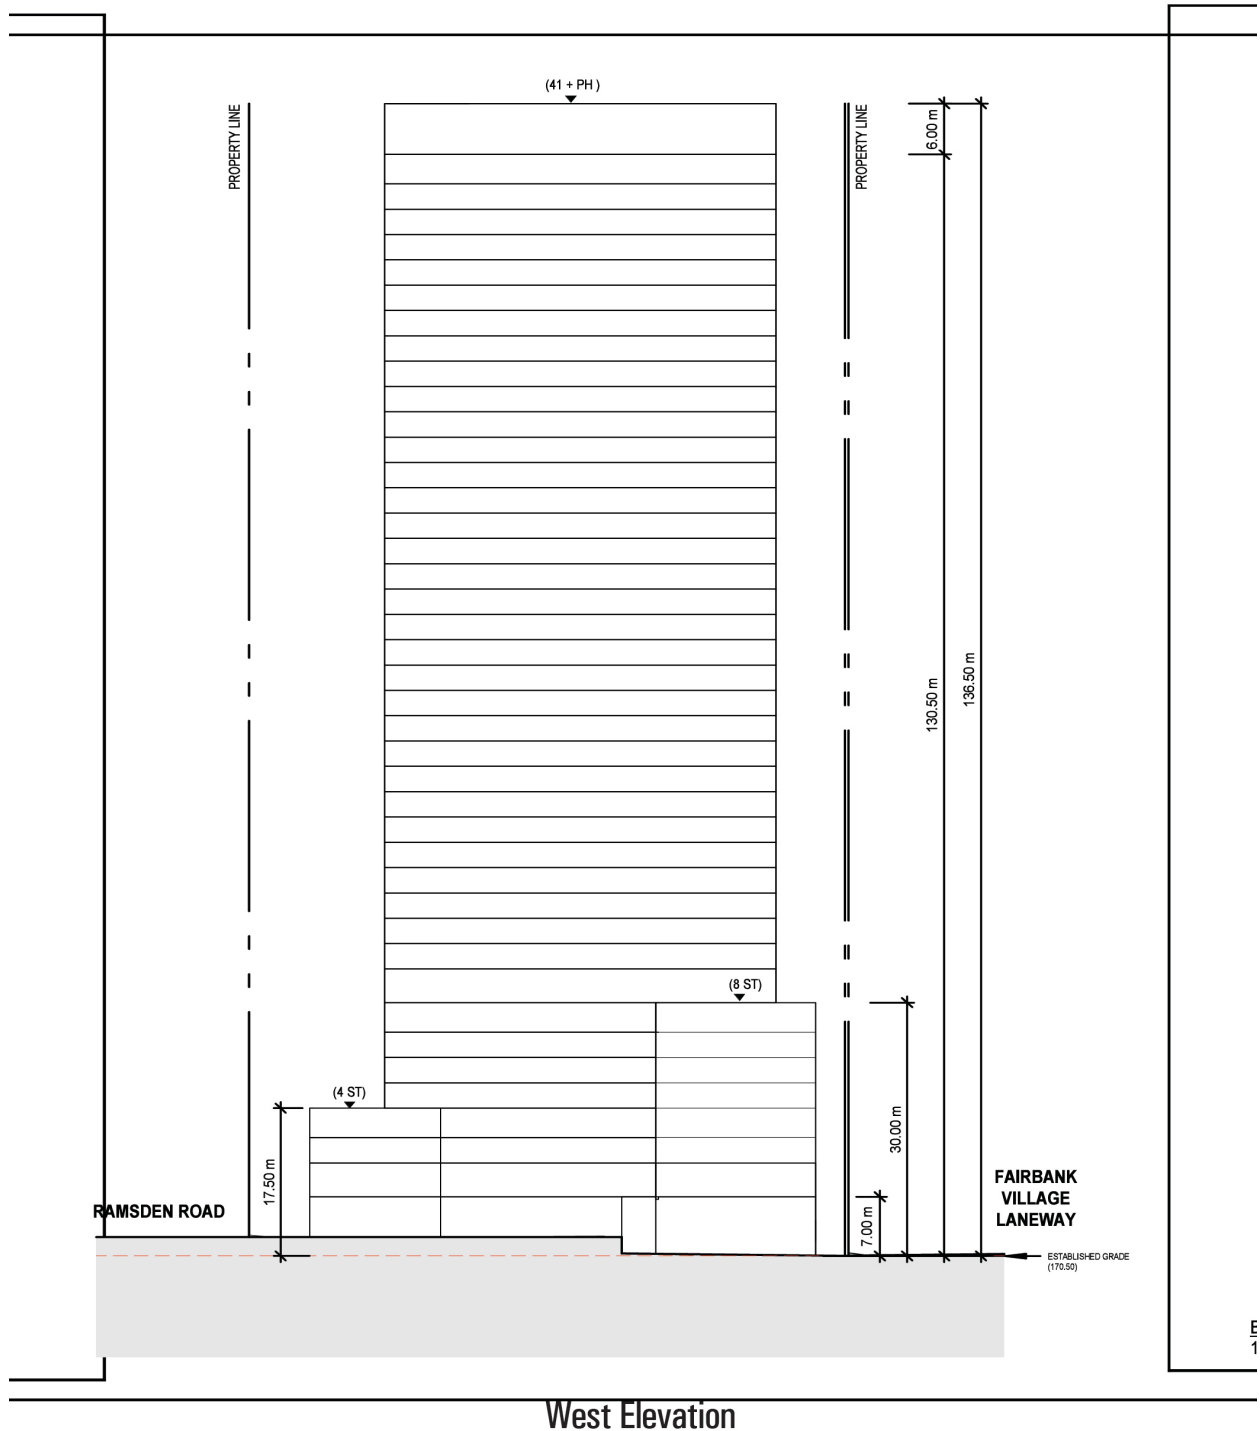 (41 + PH )
PROPERTY LINE
PROPERTY LINE
6.00 m
130.50 m
136.50 m
(8 ST)
(4 ST)
17.50 m
30.00 m
7.00 m
RAMSDEN ROAD
FAIRBANK
VILLAGE
LANEWAY
ESTABLISHED GRADE
(170.50)
West Elevation